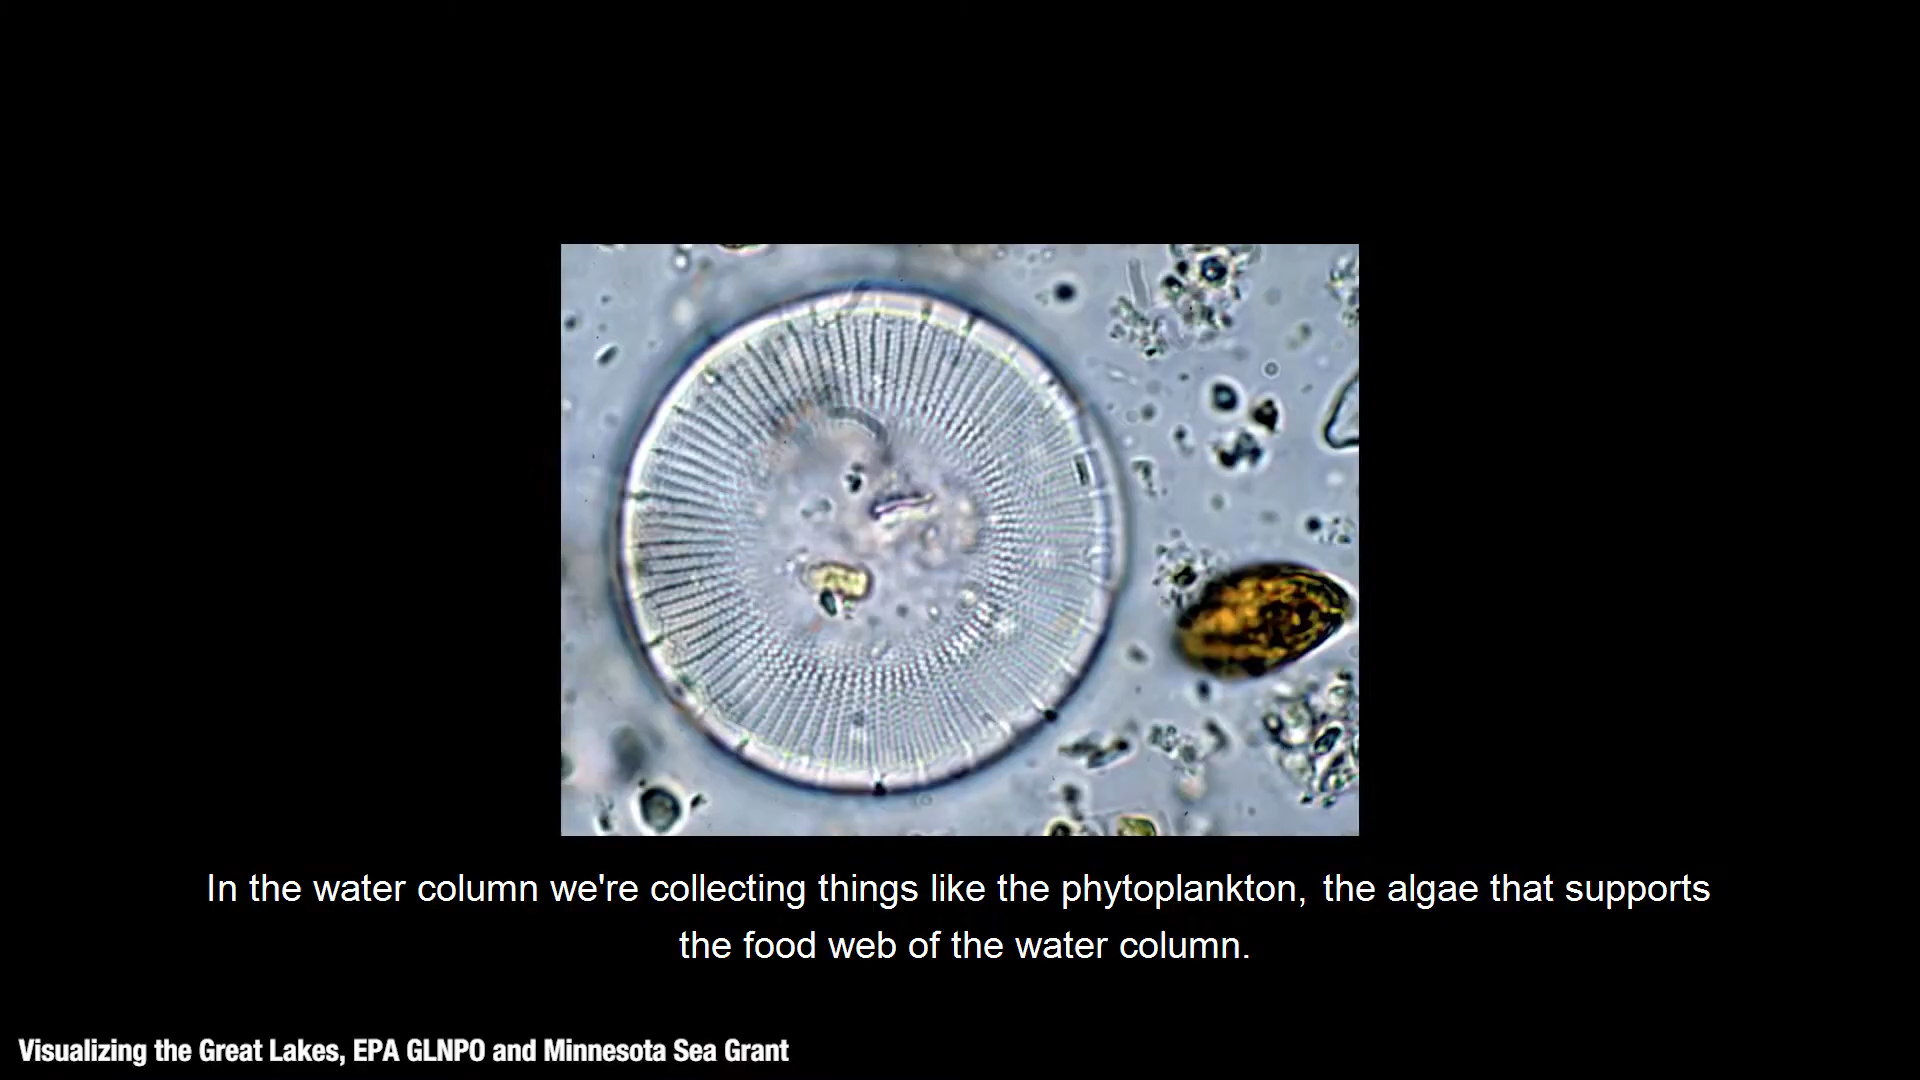 In the water column we're collecting things like the phytoplankton, the algae that supports
the food web of the water column.
Visualizing the Great Lakes, EPA GLNPO and Minnesota Sea Grant